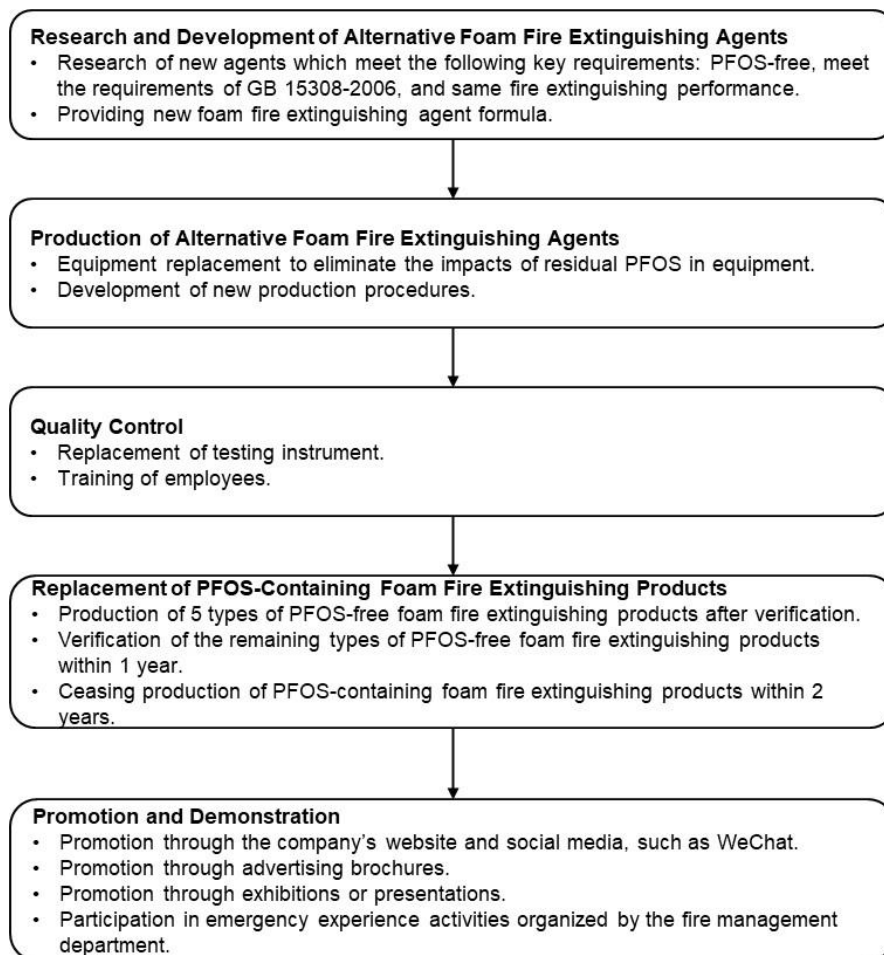 Research and Development of Alternative Foam Fire Extinguishing Agents
• Research of new agents which meet the following key requirements: PFOS-free, meet
the requirements of GB 15308-2006, and same fire extinguishing performance.
• Providing new foam fire extinguishing agent formula.
Production of Alternative Foam Fire Extinguishing Agents
• Equipment replacement to eliminate the impacts of residual PFOS in equipment.
• Development of new production procedures.
Quality Control
• Replacement of testing instrument.
• Training of employees.
Replacement of PFOS-Containing Foam Fire Extinguishing Products
• Production of 5 types of PFOS-free foam fire extinguishing products after verification.
• Verification of the remaining types of PFOS-free foam fire extinguishing products
within 1 year.
• Ceasing production of PFOS-containing foam fire extinguishing products within 2
years.
Promotion and Demonstration
• Promotion through the company’s website and social media, such as WeChat.
• Promotion through advertising brochures.
• Promotion through exhibitions or presentations.
• Participation in emergency experience activities organized by the fire management
department.